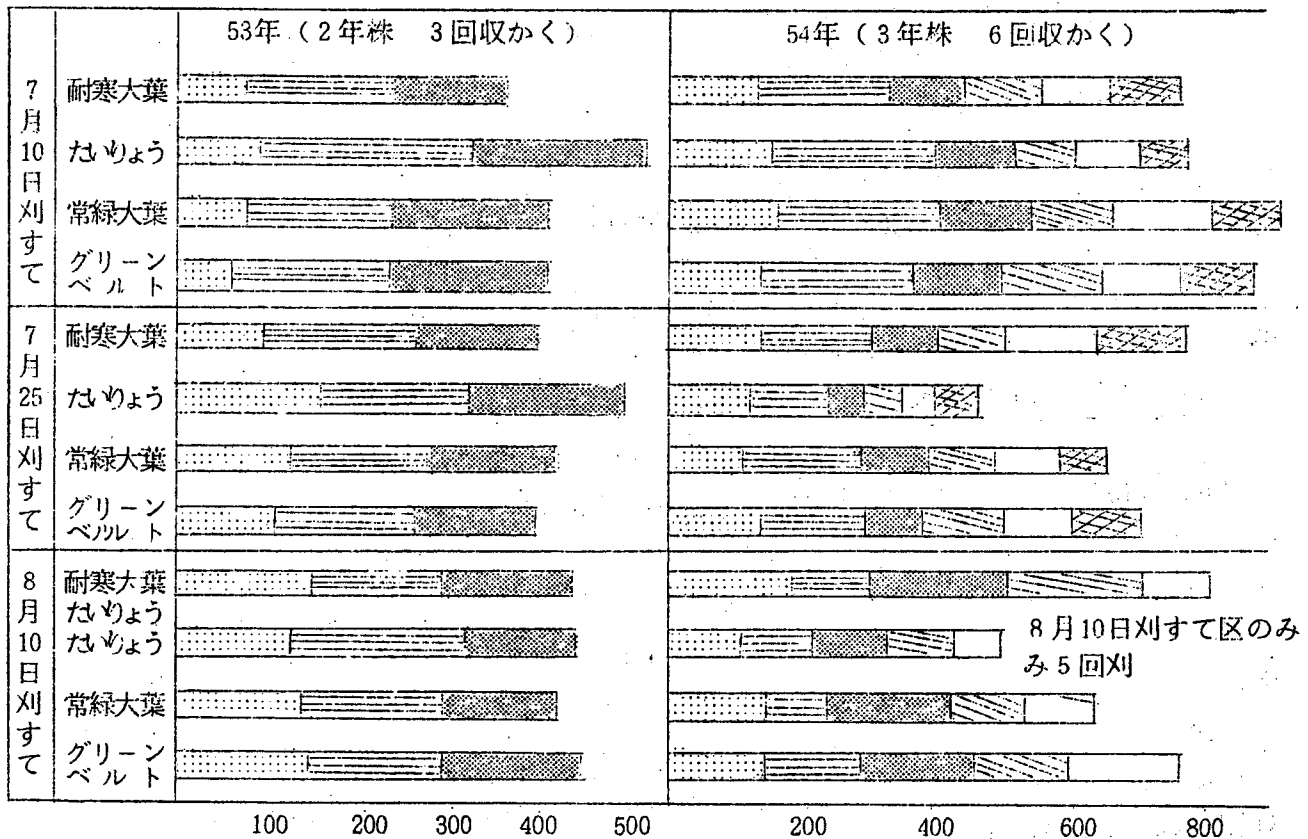 53年（2年株 3回収かく） 54年（3年株 6回収かく）
7月10日刈すて
耐寒大葉
たいりょう
常緑大葉
グリーン
ベルト
7月25日刈すて
耐寒大葉
たいりょう
常緑大葉
グリーン
ベルト
8月10日刈すて
耐寒大葉
たいりょう
たいりょう
常緑大葉
グリーン
ベルト
8月10日刈すて区のみ
み5回刈
100 200 300 400 500 200 400 600 800